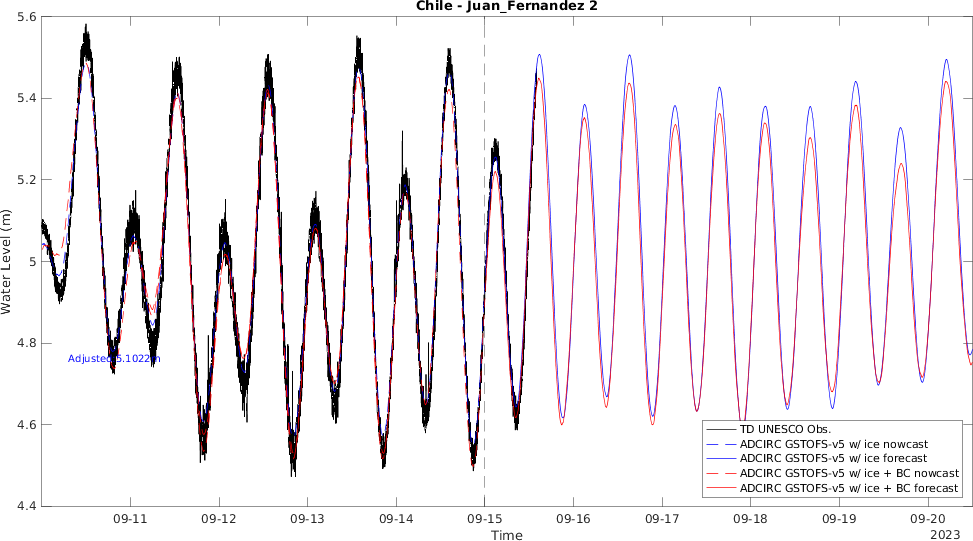 Chile - Juan_Fernandez 2
5.6
5.4
5.2
5
4.8
4.6
4.4
Water Level (m)
Adjusted 5.1022m
TD UNESCO Obs.
ADCIRC GSTOFS-v5 w/ ice nowcast
ADCIRC GSTOFS-v5 w/ ice forecast
ADCIRC GSTOFS-v5 w/ ice + BC nowcast
ADCIRC GSTOFS-v5 w/ ice + BC forecast
09-11 09-12 09-13 09-14 09-15 09-16 09-17 09-18 09-19 09-20
Time
2023